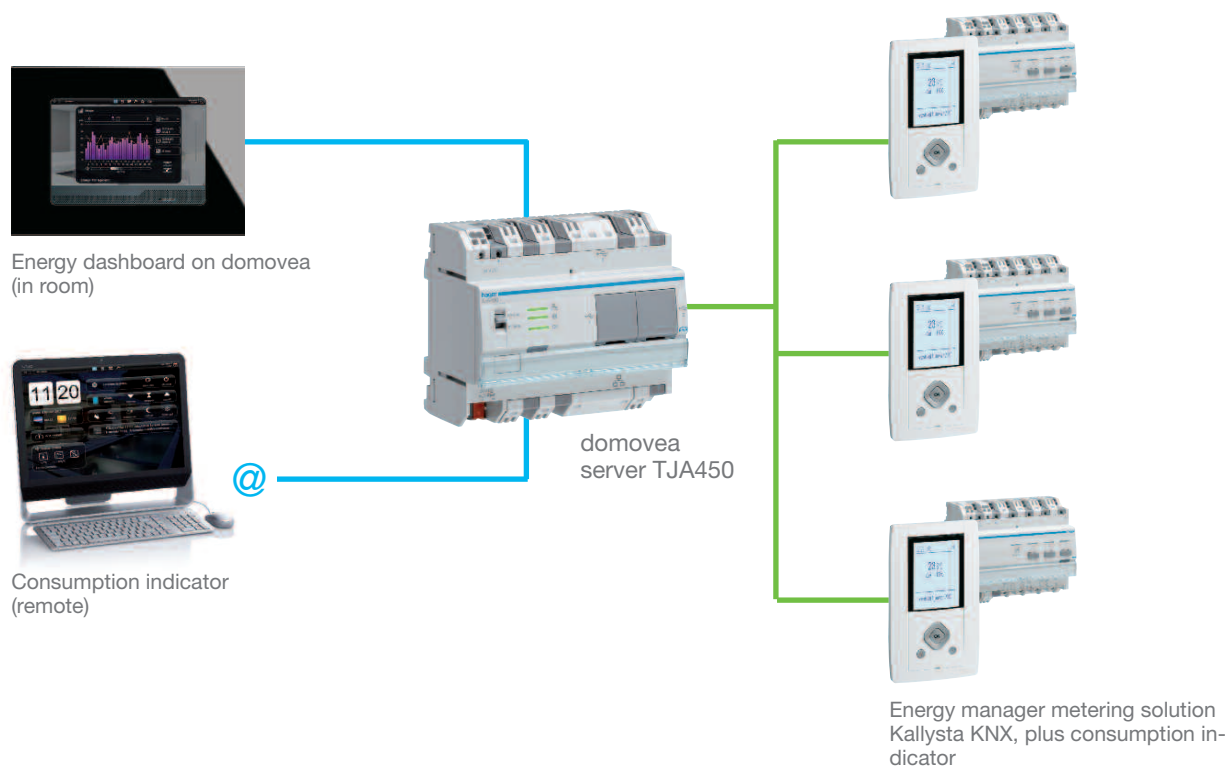 Energy dashboard on domovea
(in room)
11 20
@
Consumption indicator
(remote)
hager
domovea
server TJA450
Energy manager metering solution
Kallysta KNX, plus consumption in-
dicator